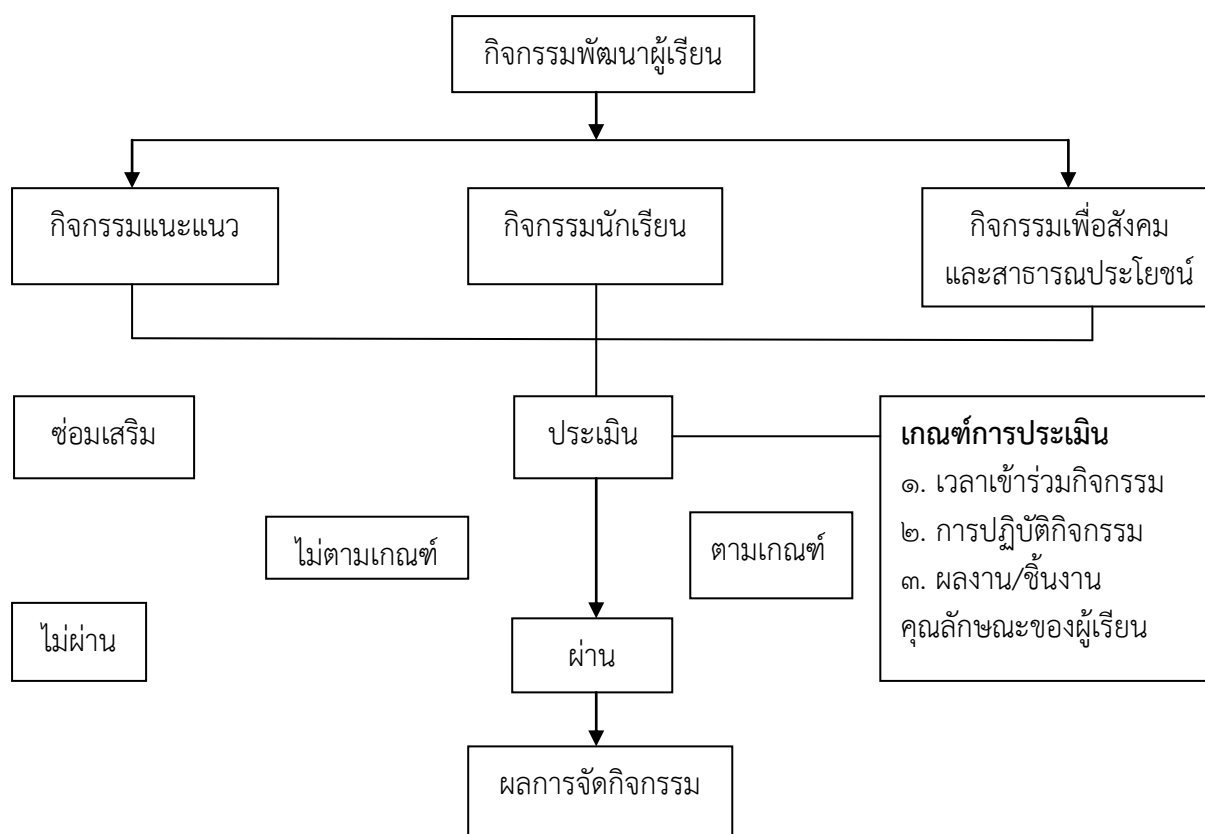 กิจกรรมพัฒนาผู้เรียน
กิจกรรมแนะแนว
กิจกรรมนักเรียน
กิจกรรมเพื่อสังคม
และสาธารณประโยชน์
ซ่อมเสริม
ประเมิน
เกณฑ์การประเมิน
๑. เวลาเข้าร่วมกิจกรรม
๒. การปฏิบัติกิจกรรม
๓. ผลงาน/ชิ้นงาน
คุณลักษณะของผู้เรียน
ไม่ตามเกณฑ์
ตามเกณฑ์
ไม่ผ่าน
ผ่าน
ผลการจัดกิจกรรม